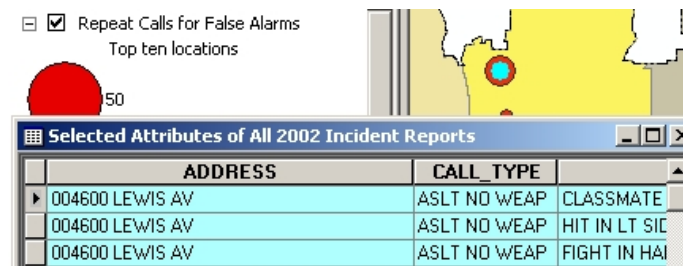 Repeat Calls for False Alarms
Top ten locations
50
Selected Attributes of All 2002 Incident Reports
ADDRESS CALL_TYPE
004600 LEWIS AV ASLT NO WEAP CLASSMATE
004600 LEWIS AV ASLT NO WEAP HIT IN LT SID
004600 LEWIS AV ASLT NO WEAP FIGHT IN HAL